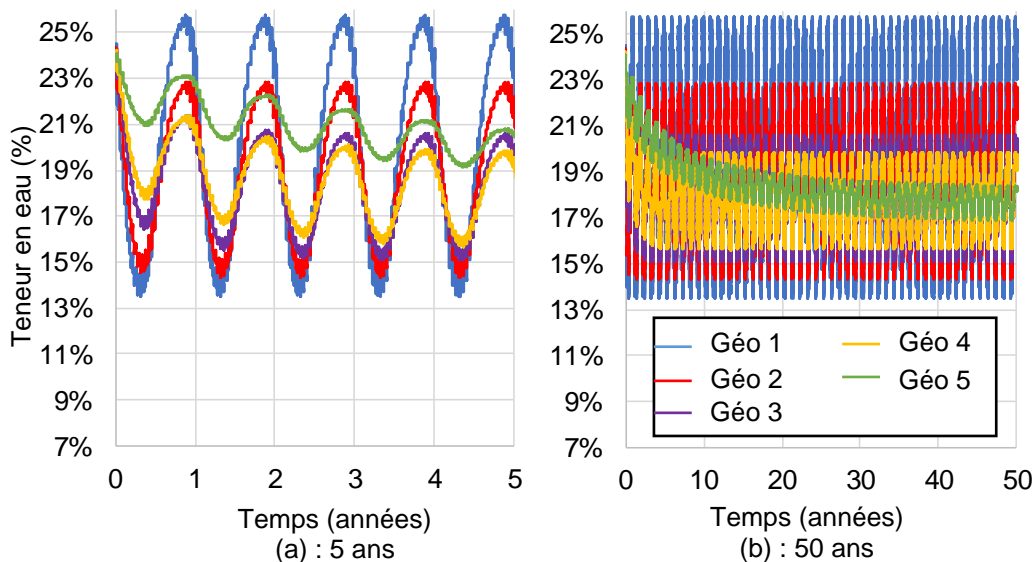 Teneur en eau (%)
25%
23%
21%
19%
17%
15%
13%
11%
9%
7%
0 1 2 3 4 5
Temps (années)
(a) : 5 ans
25%
23%
21%
19%
17%
15%
13%
11%
9%
7%
Géo 1 Géo 4
Géo 2 Géo 5
Géo 3
0 10 20 30 40 50
Temps (années)
(b) : 50 ans